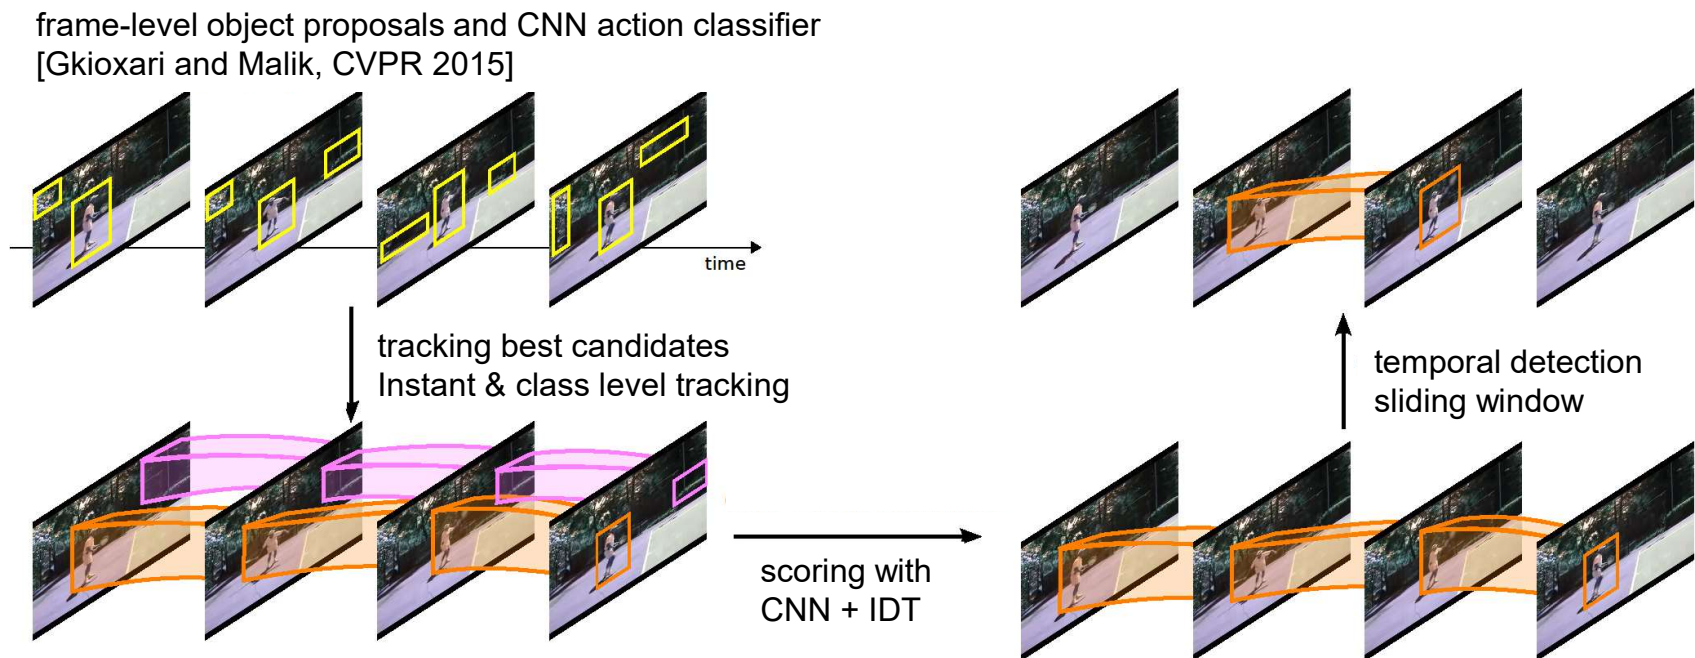 frame-level object proposals and CNN action classifier
[Gkioxari and Malik, CVPR 2015]
time
tracking best candidates
Instant & class level tracking
scoring with
CNN + IDT
temporal detection
sliding window